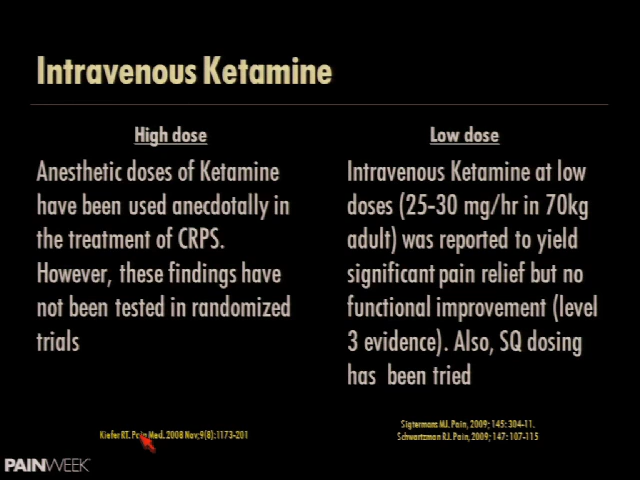 Intravenous Ketamine
High dose
Anesthetic doses of Ketamine
have been used anecdotally in
the treatment of CRPS.
However, these findings have
not been tested in randomized
trials
Low dose
Intravenous Ketamine at low
doses (25-30 mg/hr in 70kg
adult) was reported to yield
significant pain relief but no
functional improvement (level
3 evidence). Also, SQ dosing
has been tried
Kiefer RT. Pain Med. 2008 Nov;9(8):1173-201
Sigtermans MJ. Pain, 2009; 145: 304-11.
Schwartzman RJ. Pain, 2009; 147: 107-115
PAINWEEK